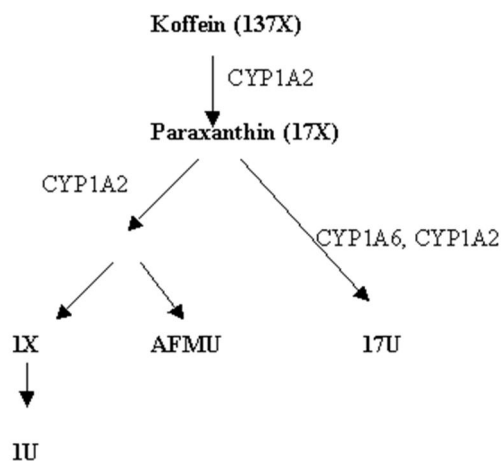 Koffein (137X)
CYP1A2
Paraxanthin (17X)
CYP1A2
CYP1A6, CYP1A2
1X
AFMU
17U
1U